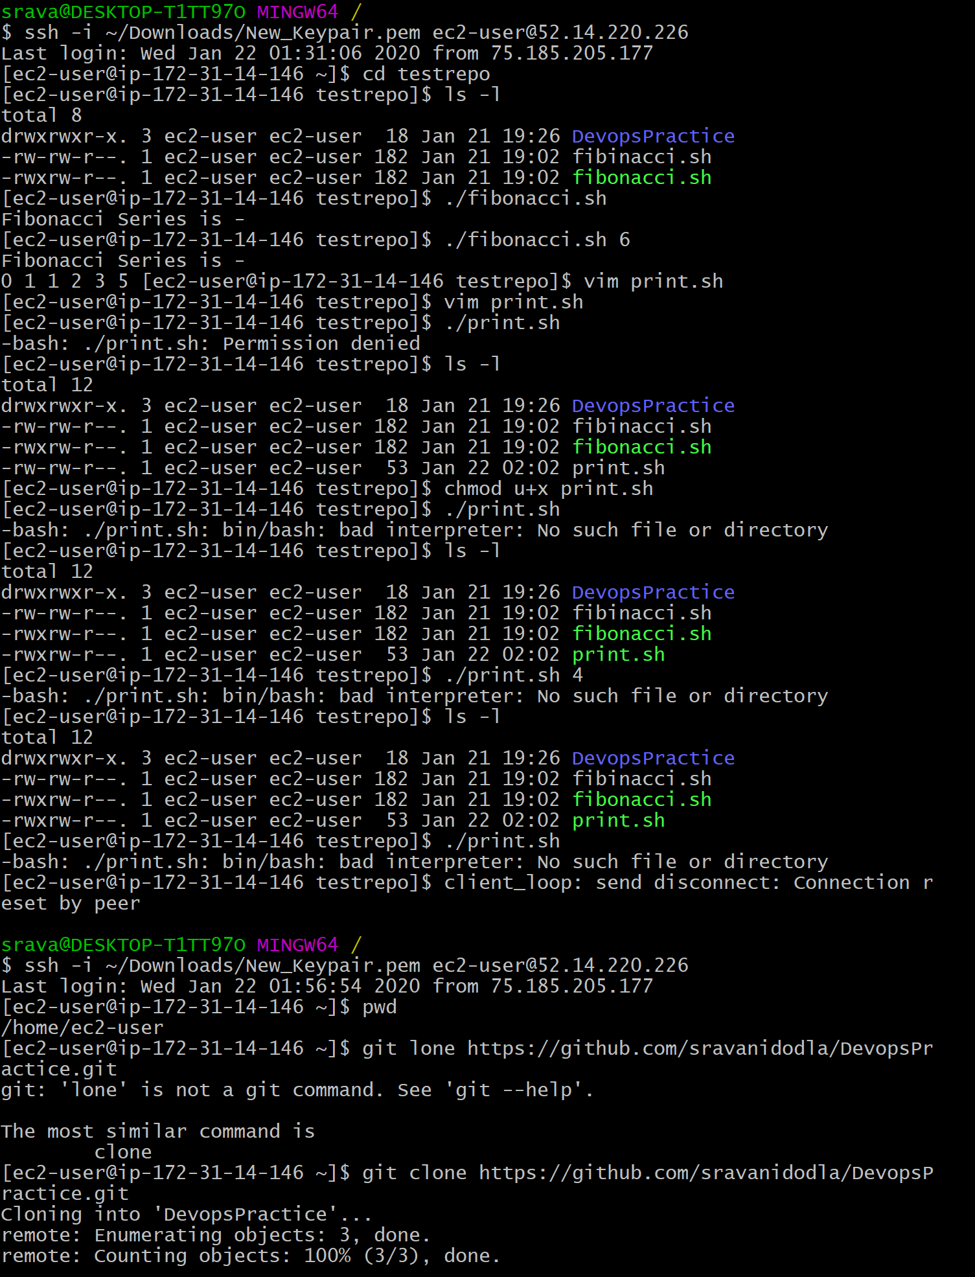 srava@DESKTOP-T1TT97O MINGW64 /
$ ssh -i ~/Downloads/New_Keypair.pem ec2-user@52.14.220.226
Last login: Wed Jan 22 01:31:06 2020 from 75.185.205.177
[ec2-user@ip-172-31-14-146 ~]$ cd testrepo
[ec2-user@ip-172-31-14-146 testrepo]$ ls -l
total 8
drwxrwxr-x. 3 ec2-user ec2-user  18 Jan 21 19:26 DevopsPractice
-rw-rw-r--. 1 ec2-user ec2-user 182 Jan 21 19:02 fibinacci.sh
-rwxrw-r--. 1 ec2-user ec2-user 182 Jan 21 19:02 fibonacci.sh
[ec2-user@ip-172-31-14-146 testrepo]$ ./fibonacci.sh
Fibonacci Series is -
[ec2-user@ip-172-31-14-146 testrepo]$ ./fibonacci.sh 6
Fibonacci Series is -
0 1 1 2 3 5 [ec2-user@ip-172-31-14-146 testrepo]$ vim print.sh
[ec2-user@ip-172-31-14-146 testrepo]$ vim print.sh
[ec2-user@ip-172-31-14-146 testrepo]$ ./print.sh
-bash: ./print.sh: Permission denied
[ec2-user@ip-172-31-14-146 testrepo]$ ls -l
total 12
drwxrwxr-x. 3 ec2-user ec2-user  18 Jan 21 19:26 DevopsPractice
-rw-rw-r--. 1 ec2-user ec2-user 182 Jan 21 19:02 fibinacci.sh
-rwxrw-r--. 1 ec2-user ec2-user 182 Jan 21 19:02 fibonacci.sh
-rw-rw-r--. 1 ec2-user ec2-user  53 Jan 22 02:02 print.sh
[ec2-user@ip-172-31-14-146 testrepo]$ chmod u+x print.sh
[ec2-user@ip-172-31-14-146 testrepo]$ ./print.sh
-bash: ./print.sh: bin/bash: bad interpreter: No such file or directory
[ec2-user@ip-172-31-14-146 testrepo]$ ls -l
total 12
drwxrwxr-x. 3 ec2-user ec2-user  18 Jan 21 19:26 DevopsPractice
-rw-rw-r--. 1 ec2-user ec2-user 182 Jan 21 19:02 fibinacci.sh
-rwxrw-r--. 1 ec2-user ec2-user 182 Jan 21 19:02 fibonacci.sh
-rwxrw-r--. 1 ec2-user ec2-user  53 Jan 22 02:02 print.sh
[ec2-user@ip-172-31-14-146 testrepo]$ ./print.sh 4
-bash: ./print.sh: bin/bash: bad interpreter: No such file or directory
[ec2-user@ip-172-31-14-146 testrepo]$ ls -l
total 12
drwxrwxr-x. 3 ec2-user ec2-user  18 Jan 21 19:26 DevopsPractice
-rw-rw-r--. 1 ec2-user ec2-user 182 Jan 21 19:02 fibinacci.sh
-rwxrw-r--. 1 ec2-user ec2-user 182 Jan 21 19:02 fibonacci.sh
-rwxrw-r--. 1 ec2-user ec2-user  53 Jan 22 02:02 print.sh
[ec2-user@ip-172-31-14-146 testrepo]$ ./print.sh
-bash: ./print.sh: bin/bash: bad interpreter: No such file or directory
[ec2-user@ip-172-31-14-146 testrepo]$ client_loop: send disconnect: Connection r
eset by peer

srava@DESKTOP-T1TT97O MINGW64 /
$ ssh -i ~/Downloads/New_Keypair.pem ec2-user@52.14.220.226
Last login: Wed Jan 22 01:56:54 2020 from 75.185.205.177
[ec2-user@ip-172-31-14-146 ~]$ pwd
/home/ec2-user
[ec2-user@ip-172-31-14-146 ~]$ git lone https://github.com/sravanidodla/DevopsPr
actice.git
git: 'lone' is not a git command. See 'git --help'.

The most similar command is
        clone
[ec2-user@ip-172-31-14-146 ~]$ git clone https://github.com/sravanidodla/DevopsP
ractice.git
Cloning into 'DevopsPractice'...
remote: Enumerating objects: 3, done.
remote: Counting objects: 100% (3/3), done.